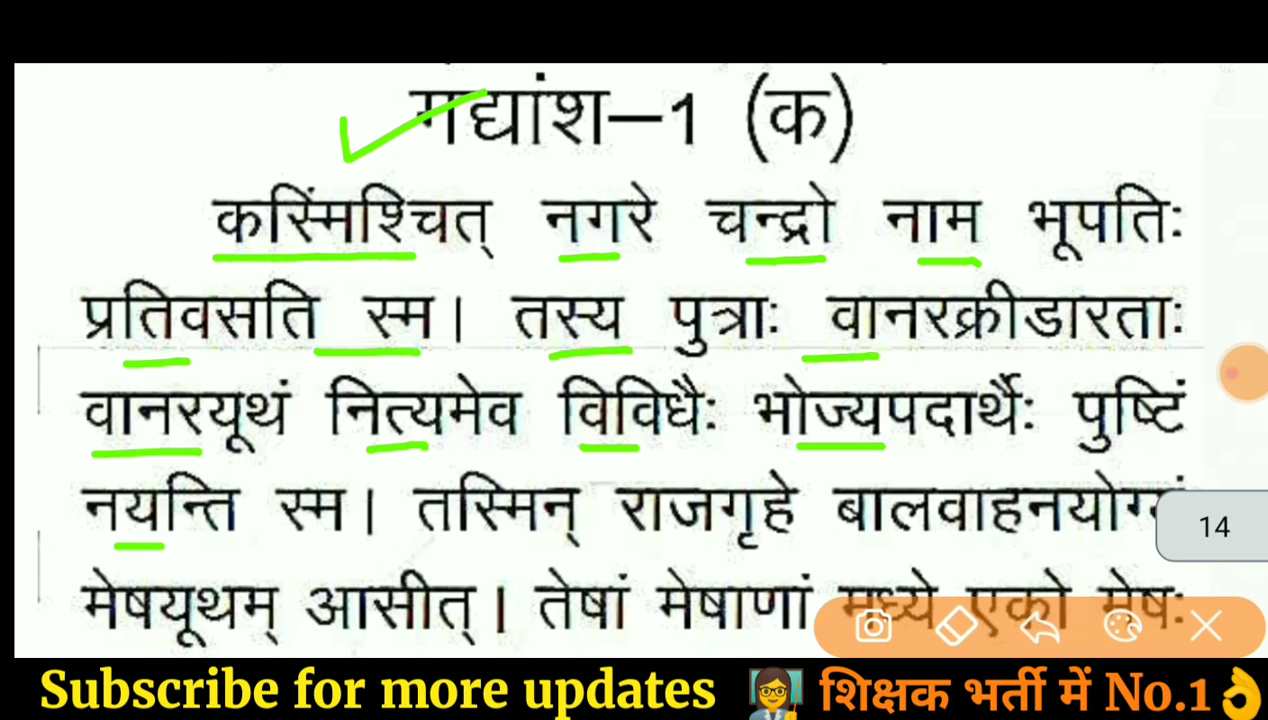 गद्यांश–1 (क)
कस्मिंश्चित् नगरे चन्द्रो नाम भूपतिः
प्रतिवसति स्म। तस्य पुत्राः वानरक्रीडारताः
वानरयूथं नित्यमेव विविधैः भोज्यपदार्थैः पुष्टिं
नयन्ति स्म। तस्मिन् राजगृहे बालवाहनयोग्यं
14
मेषयूथम् आसीत्। तेषां मेषाणां मध्ये एको मेषः
Subscribe for more updates शिक्षक भर्ती में No.1